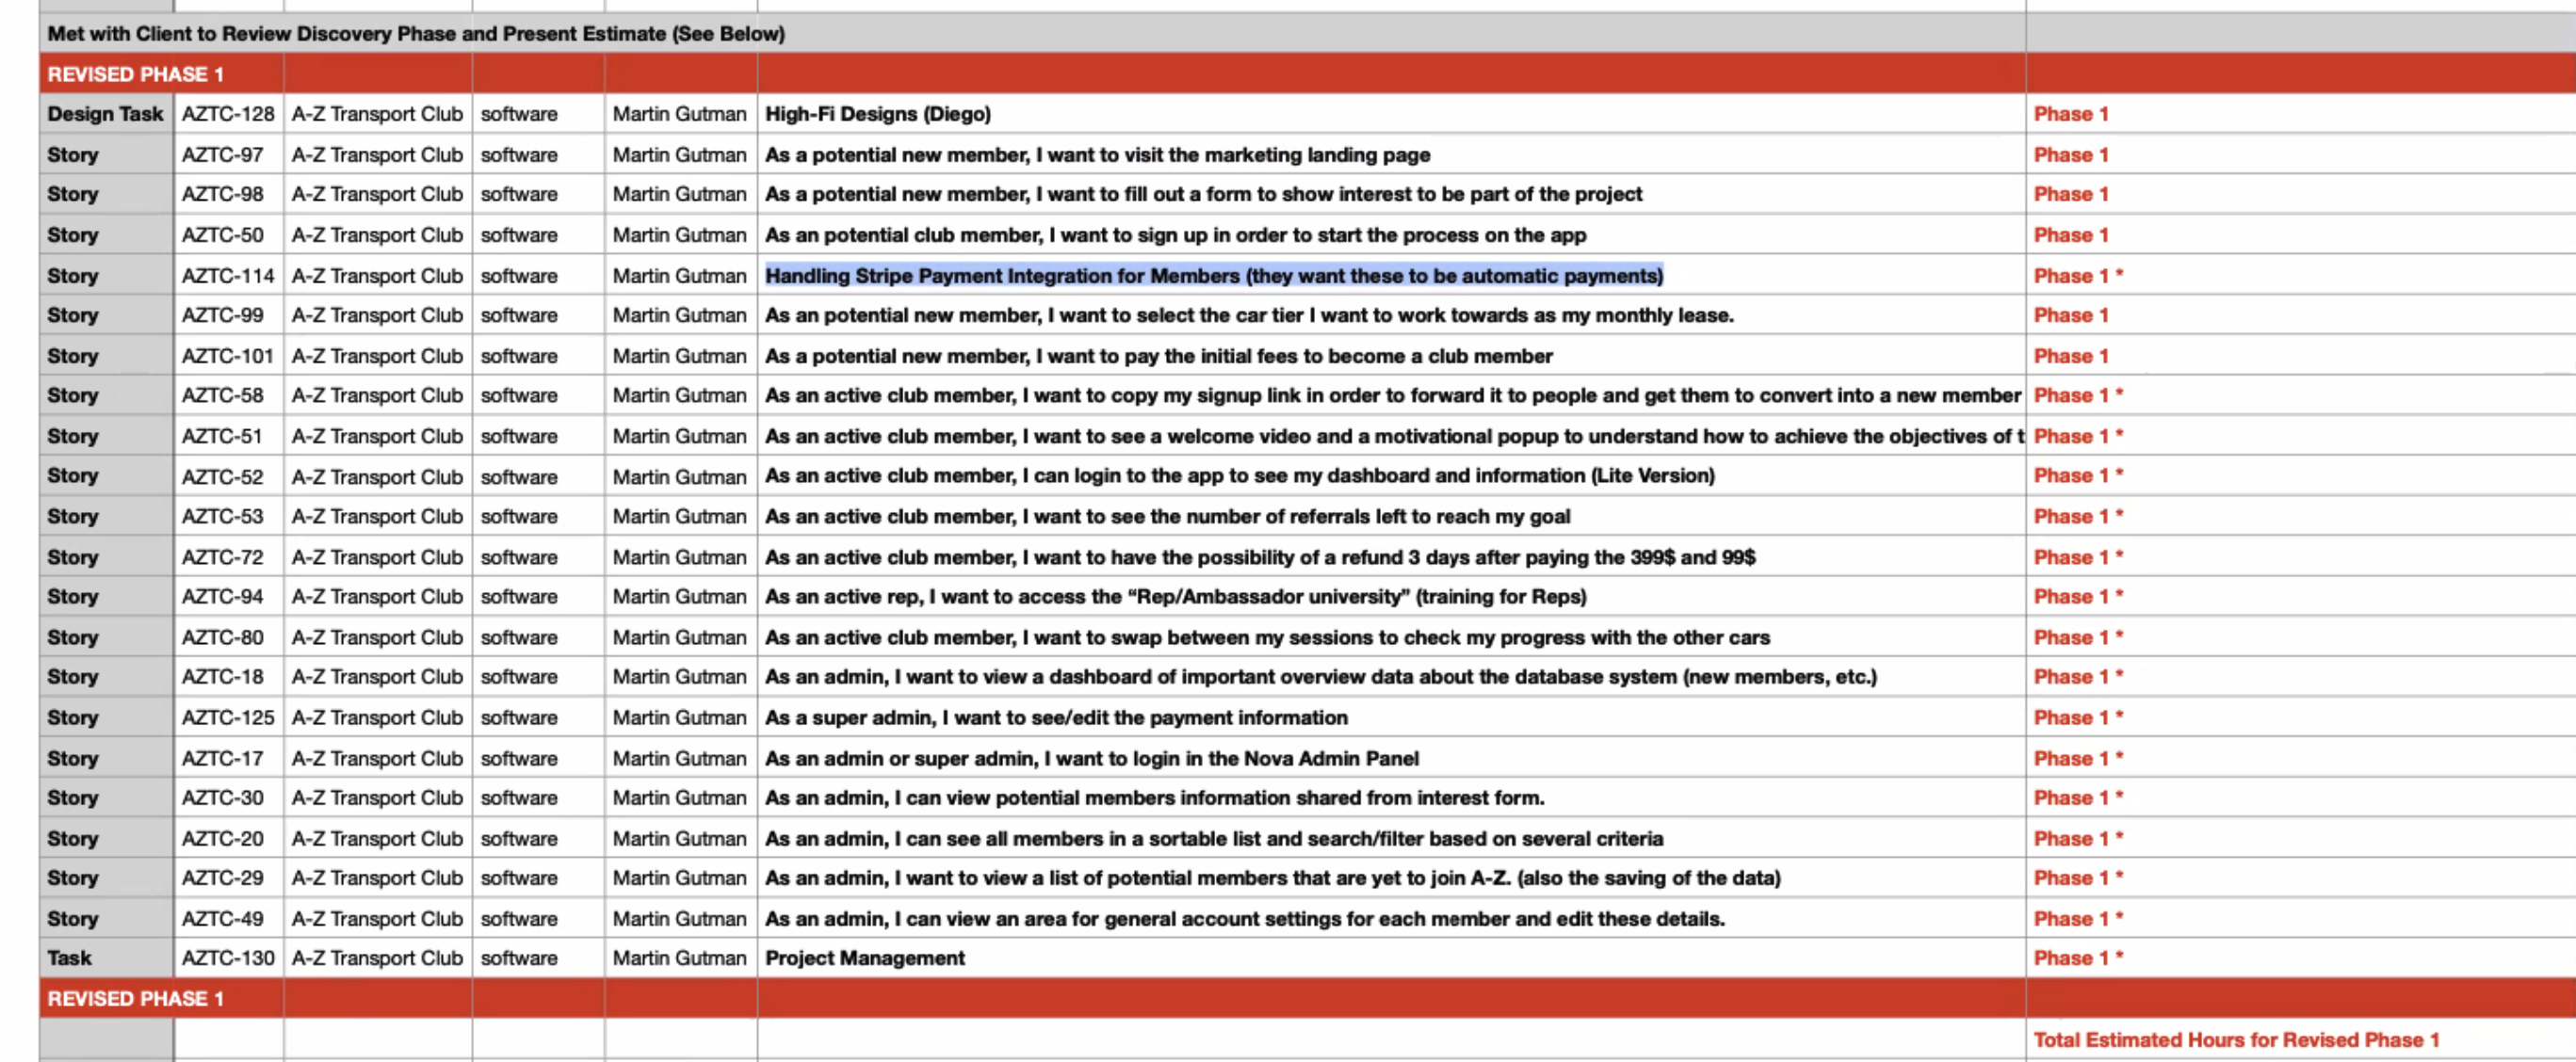 Met with Client to Review Discovery Phase and Present Estimate (See Below)
REVISED PHASE 1
Design Task AZTC-128 A-Z Transport Club software Martin Gutman High-Fi Designs (Diego) Phase 1
Story AZTC-97 A-Z Transport Club software Martin Gutman As a potential new member, I want to visit the marketing landing page Phase 1
Story AZTC-98 A-Z Transport Club software Martin Gutman As a potential new member, I want to fill out a form to show interest to be part of the project Phase 1
Story AZTC-50 A-Z Transport Club software Martin Gutman As an potential club member, I want to sign up in order to start the process on the app Phase 1
Story AZTC-114 A-Z Transport Club software Martin Gutman Handling Stripe Payment Integration for Members (they want these to be automatic payments) Phase 1 *
Story AZTC-99 A-Z Transport Club software Martin Gutman As an potential new member, I want to select the car tier I want to work towards as my monthly lease. Phase 1
Story AZTC-101 A-Z Transport Club software Martin Gutman As a potential new member, I want to pay the initial fees to become a club member Phase 1
Story AZTC-58 A-Z Transport Club software Martin Gutman As an active club member, I want to copy my signup link in order to forward it to people and get them to convert into a new member Phase 1 *
Story AZTC-51 A-Z Transport Club software Martin Gutman As an active club member, I want to see a welcome video and a motivational popup to understand how to achieve the objectives of t Phase 1 *
Story AZTC-52 A-Z Transport Club software Martin Gutman As an active club member, I can login to the app to see my dashboard and information (Lite Version) Phase 1 *
Story AZTC-53 A-Z Transport Club software Martin Gutman As an active club member, I want to see the number of referrals left to reach my goal Phase 1 *
Story AZTC-72 A-Z Transport Club software Martin Gutman As an active club member, I want to have the possibility of a refund 3 days after paying the 399$ and 99$ Phase 1 *
Story AZTC-94 A-Z Transport Club software Martin Gutman As an active rep, I want to access the “Rep/Ambassador university” (training for Reps) Phase 1 *
Story AZTC-80 A-Z Transport Club software Martin Gutman As an active club member, I want to swap between my sessions to check my progress with the other cars Phase 1 *
Story AZTC-18 A-Z Transport Club software Martin Gutman As an admin, I want to view a dashboard of important overview data about the database system (new members, etc.) Phase 1 *
Story AZTC-125 A-Z Transport Club software Martin Gutman As a super admin, I want to see/edit the payment information Phase 1 *
Story AZTC-17 A-Z Transport Club software Martin Gutman As an admin or super admin, I want to login in the Nova Admin Panel Phase 1 *
Story AZTC-30 A-Z Transport Club software Martin Gutman As an admin, I can view potential members information shared from interest form. Phase 1 *
Story AZTC-20 A-Z Transport Club software Martin Gutman As an admin, I can see all members in a sortable list and search/filter based on several criteria Phase 1 *
Story AZTC-29 A-Z Transport Club software Martin Gutman As an admin, I want to view a list of potential members that are yet to join A-Z. (also the saving of the data) Phase 1 *
Story AZTC-49 A-Z Transport Club software Martin Gutman As an admin, I can view an area for general account settings for each member and edit these details. Phase 1 *
Task AZTC-130 A-Z Transport Club software Martin Gutman Project Management Phase 1 *
REVISED PHASE 1
Total Estimated Hours for Revised Phase 1